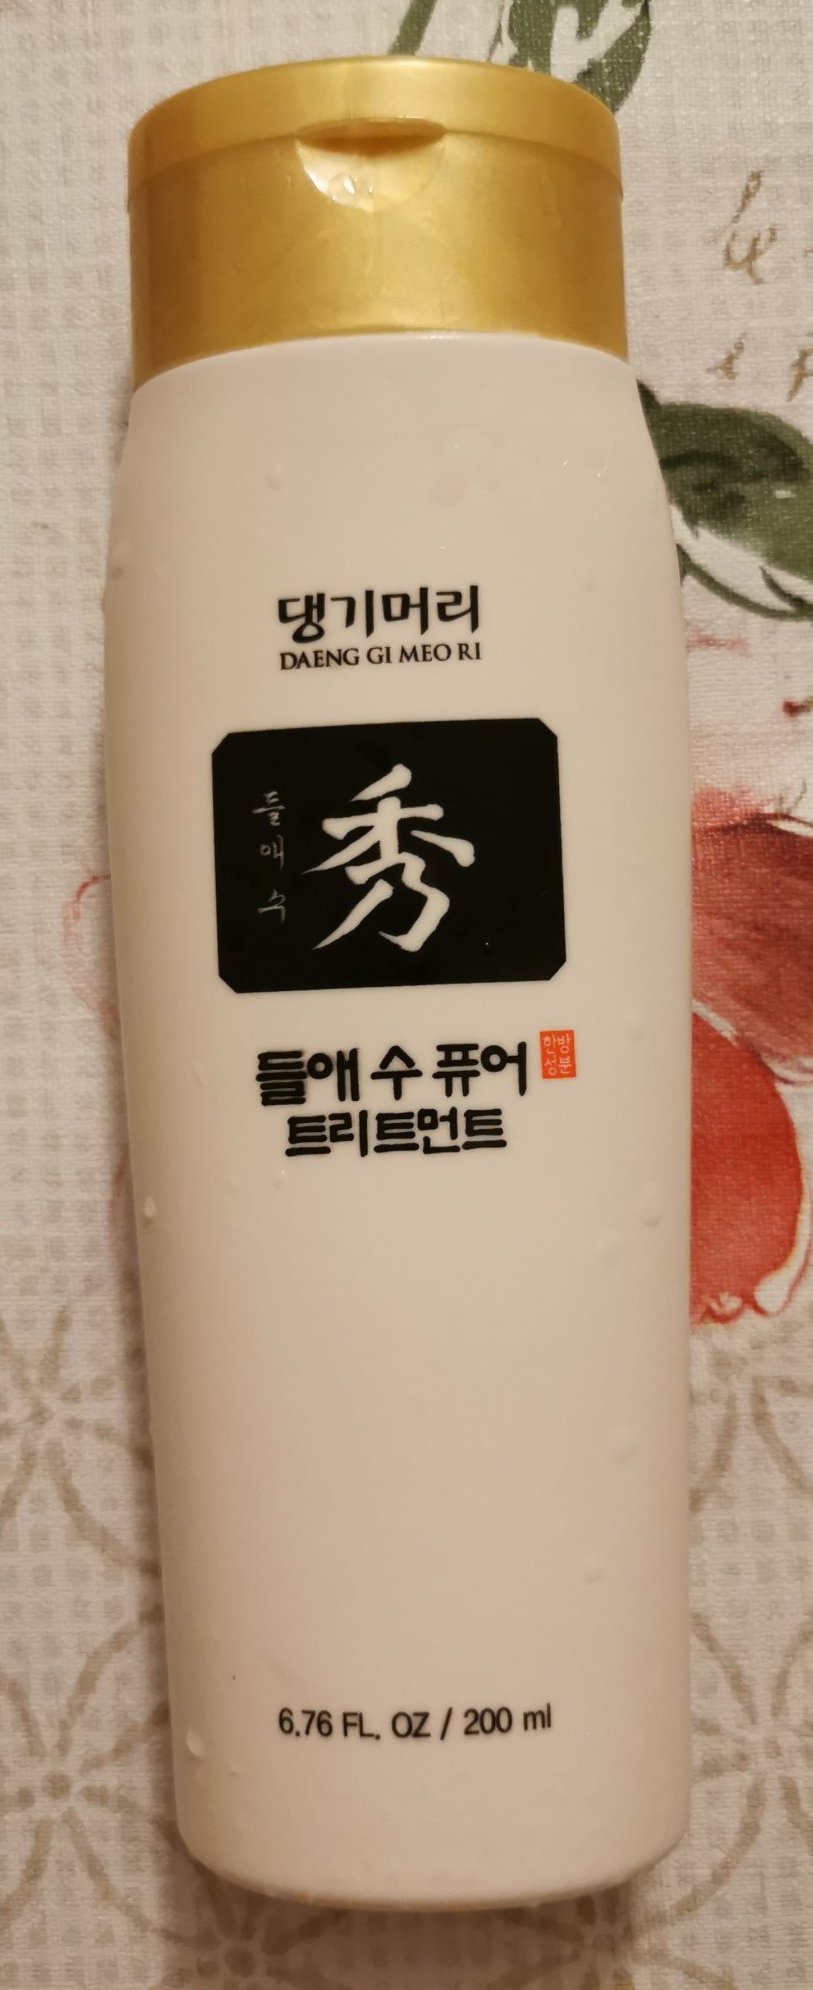 댕기머리
DAENG GI MEO RI
들애수
秀
들애 수 퓨어
한방
성분
트리트먼트
6.76 FL. OZ / 200 ml